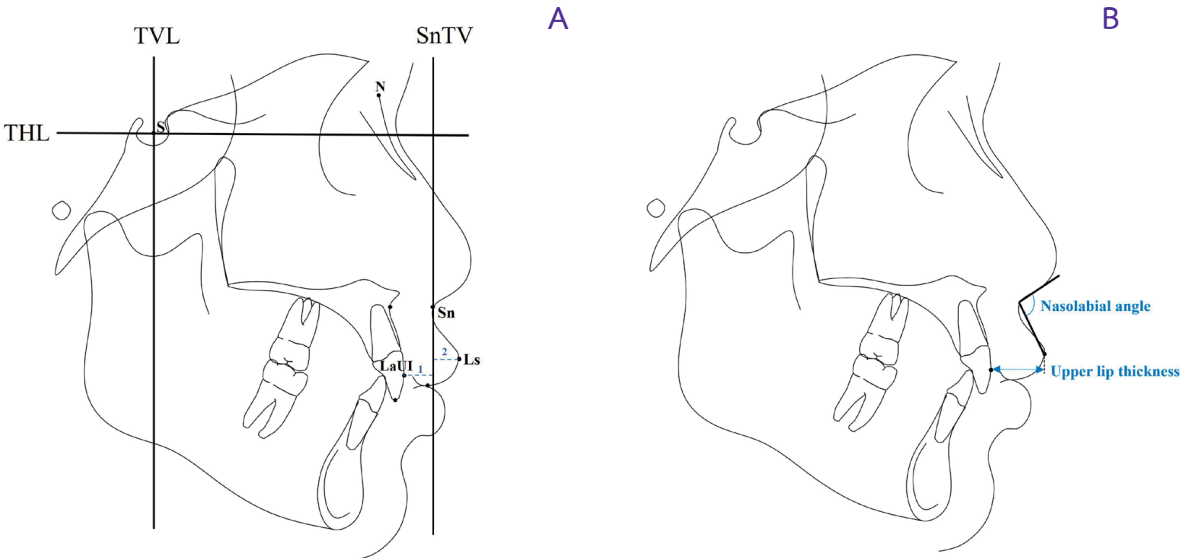 A
B
TVL
SnTV
N
THL
S
Sn
Nasolabial angle
2
Ls
LaUI
1
Upper lip thickness